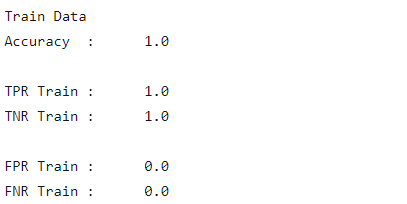 Train Data
Accuracy  :      1.0
TPR Train :      1.0
TNR Train :      1.0
FPR Train :      0.0
FNR Train :      0.0